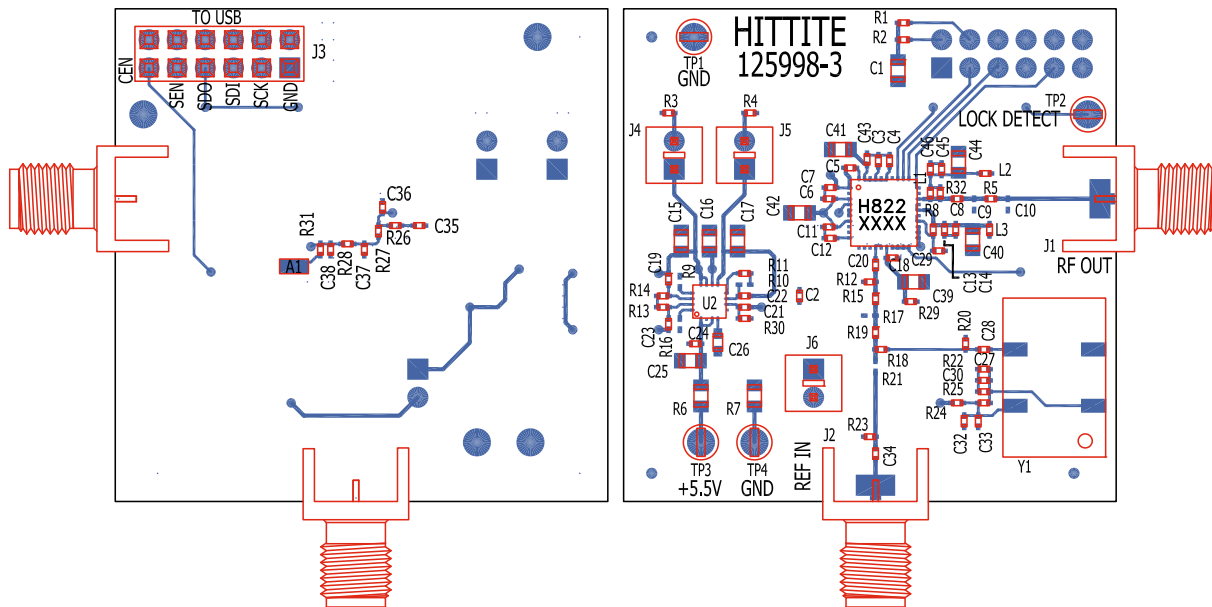 TO USB
J3
CEN
SEN
SDO
SDI
SCK
GND
C36
R31
R26
C35
A1
C38
R28
C37
R27
HITTITE
125998-3
TP1
GND
R1
R2
C1
TP2
LOCK DETECT
R3
R4
J4
J5
C41
C43
C3
C4
C5
C7
C6
C42
C11
C12
H822
XXXX
L1
C46
C45
C44
L2
R32
R5
R8
C8
C9
C10
L3
C40
J1
RF OUT
C15
C16
C17
C19
R9
R11
R10
R14
R13
U2
C22
C21
R30
C2
C23
R16
C24
C25
C26
C20
C18
C29
R12
R15
C39
R29
C13
C14
R17
R19
R18
R20
C28
R21
R22
C27
C30
R25
R24
C32
C33
Y1
J6
R6
R7
TP3
+5.5V
TP4
GND
REF IN
J2
R23
C34